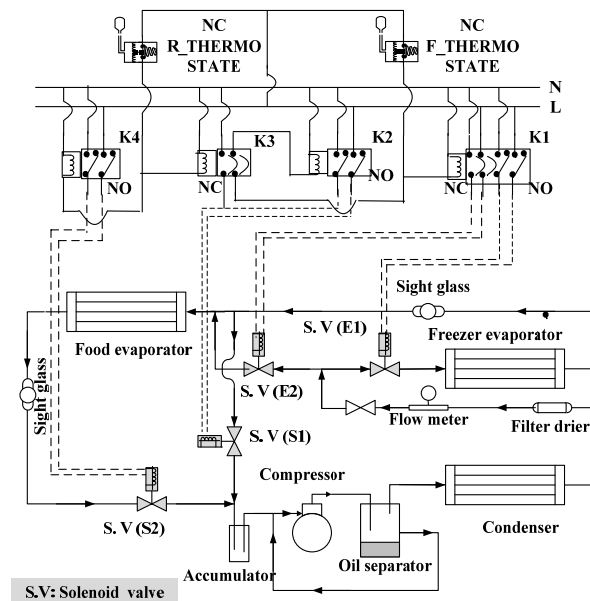 NC
R_THERMO
STATE
NC
F_THERMO
STATE
N
L
K4
K3
K2
K1
NO
NC
NO
NC
NO
Sight glass
S. V (E1)
Freezer evaporator
Food evaporator
S. V (E2)
Sight glass
Flow meter
Filter drier
S. V (S1)
Compressor
S. V (S2)
Condenser
Accumulator
Oil separator
S.V: Solenoid valve